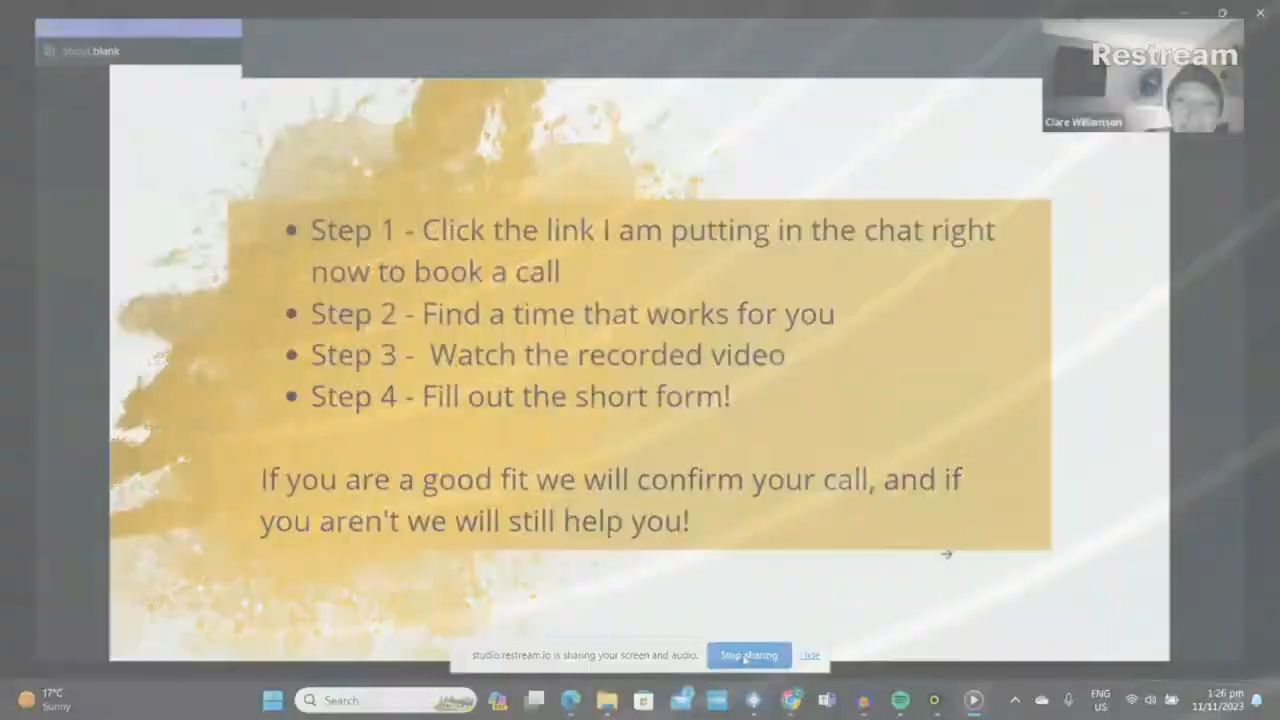 about:blank
Restream
Clare Williamson
Step 1 - Click the link I am putting in the chat right
now to book a call
Step 2 - Find a time that works for you
Step 3 - Watch the recorded video
Step 4 - Fill out the short form!
If you are a good fit we will confirm your call, and if
you aren't we will still help you!
studio.restream.io is sharing your screen and audio.
Stop sharing
Hide
17°C
Sunny
Search
ENG
US
1:26 pm
11/11/2023